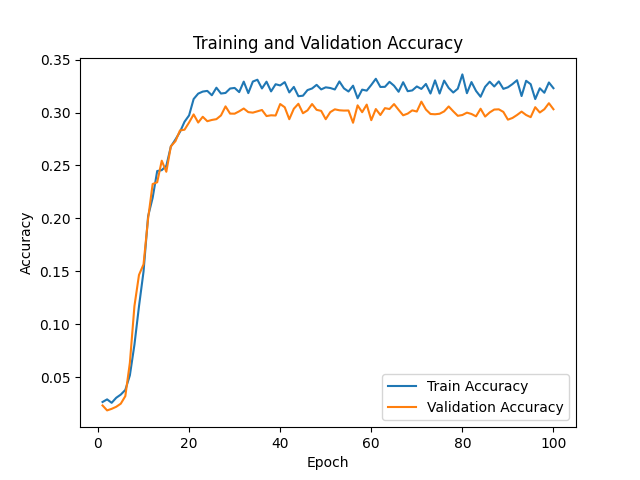 Training and Validation Accuracy
0.35
0.30
0.25
0.20
0.15
0.10
0.05
Accuracy
0
20
40
60
80
100
Epoch
Train Accuracy
Validation Accuracy